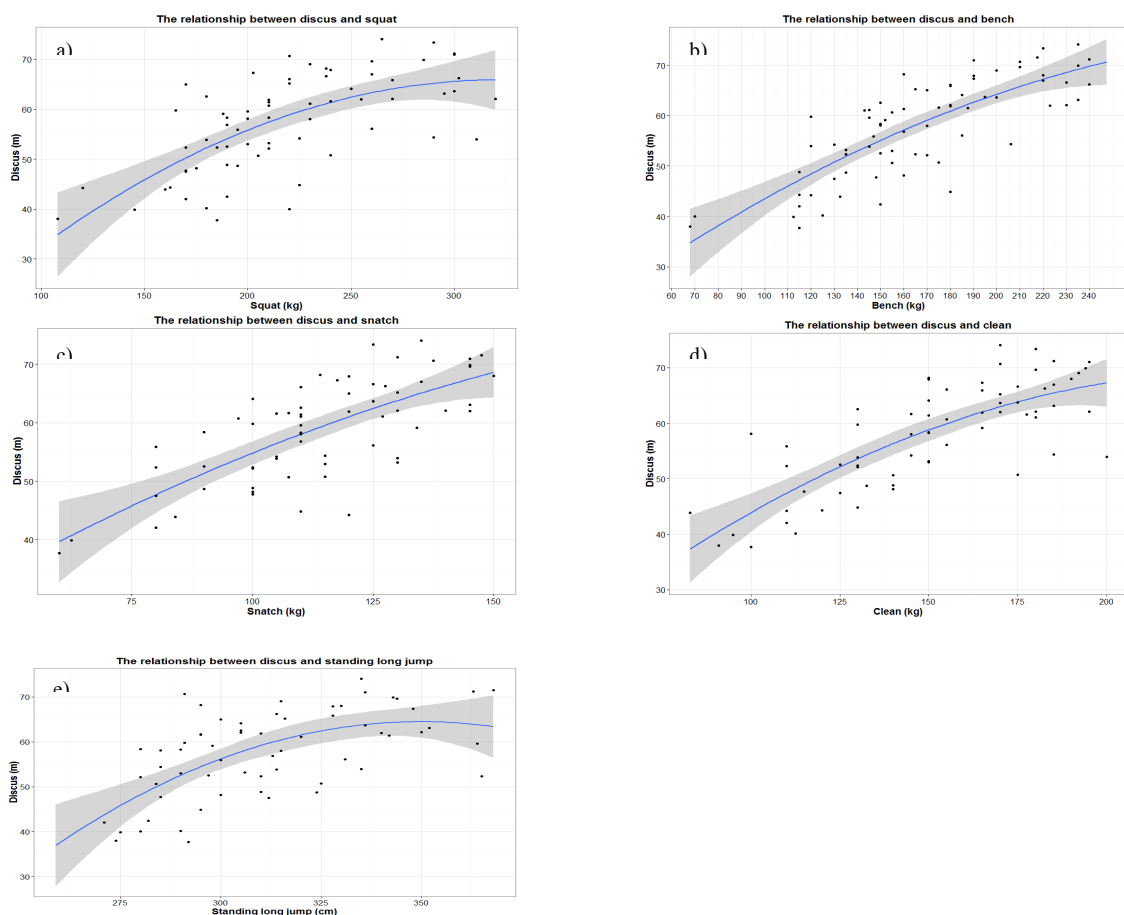 The relationship between discus and squat
a)
Discus (m)
70
60
50
40
30
100 150 200 250 300
Squat (kg)
The relationship between discus and bench
b)
Discus (m)
70
60
50
40
30
60 70 80 90 100 110 120 130 140 150 160 170 180 190 200 210 220 230 240
Bench (kg)
The relationship between discus and snatch
c)
Discus (m)
70
60
50
40
75 100 125 150
Snatch (kg)
The relationship between discus and clean
d)
Discus (m)
70
60
50
40
30
100 125 150 175 200
Clean (kg)
The relationship between discus and standing long jump
e)
Discus (m)
70
60
50
40
30
275 300 325 350
Standing long jump (cm)